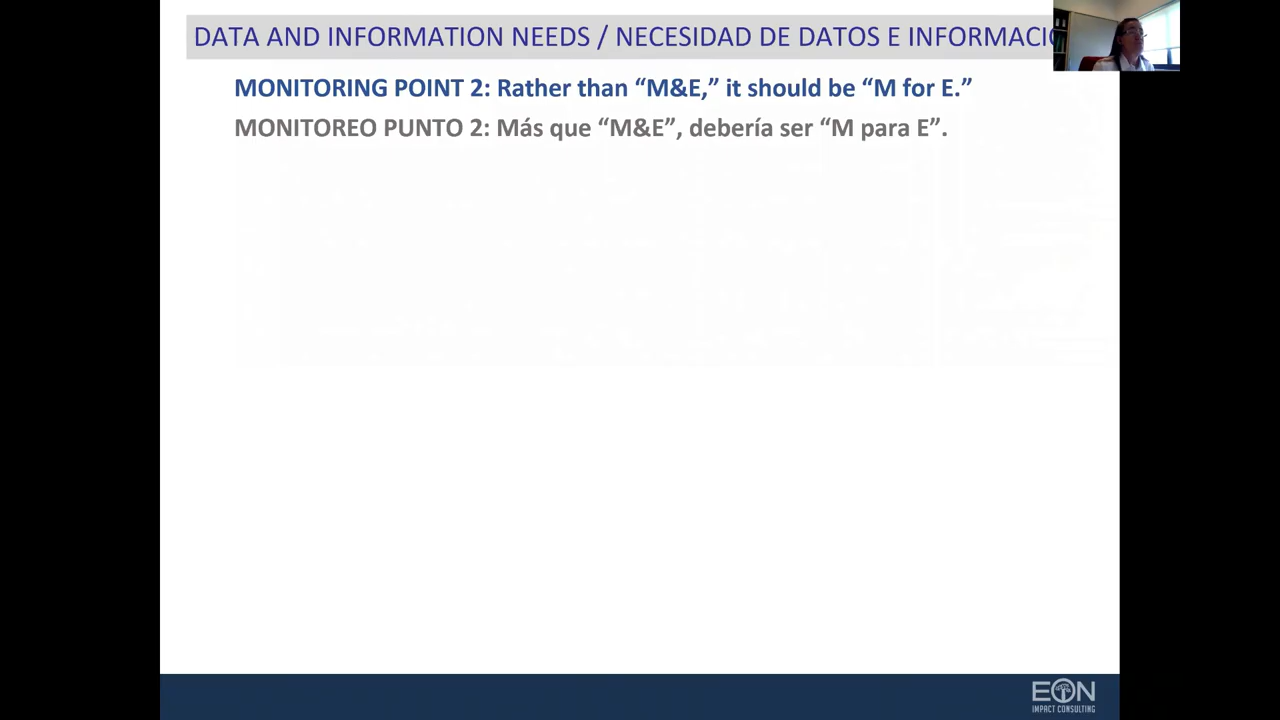 DATA AND INFORMATION NEEDS / NECESIDAD DE DATOS E
MONITORING POINT 2: Rather than “M&E,” it should be “M for E.”
MONITOREO PUNTO 2: Más que “M&E”, debería ser “M para E”.
EON
IMPACT CONSULTING